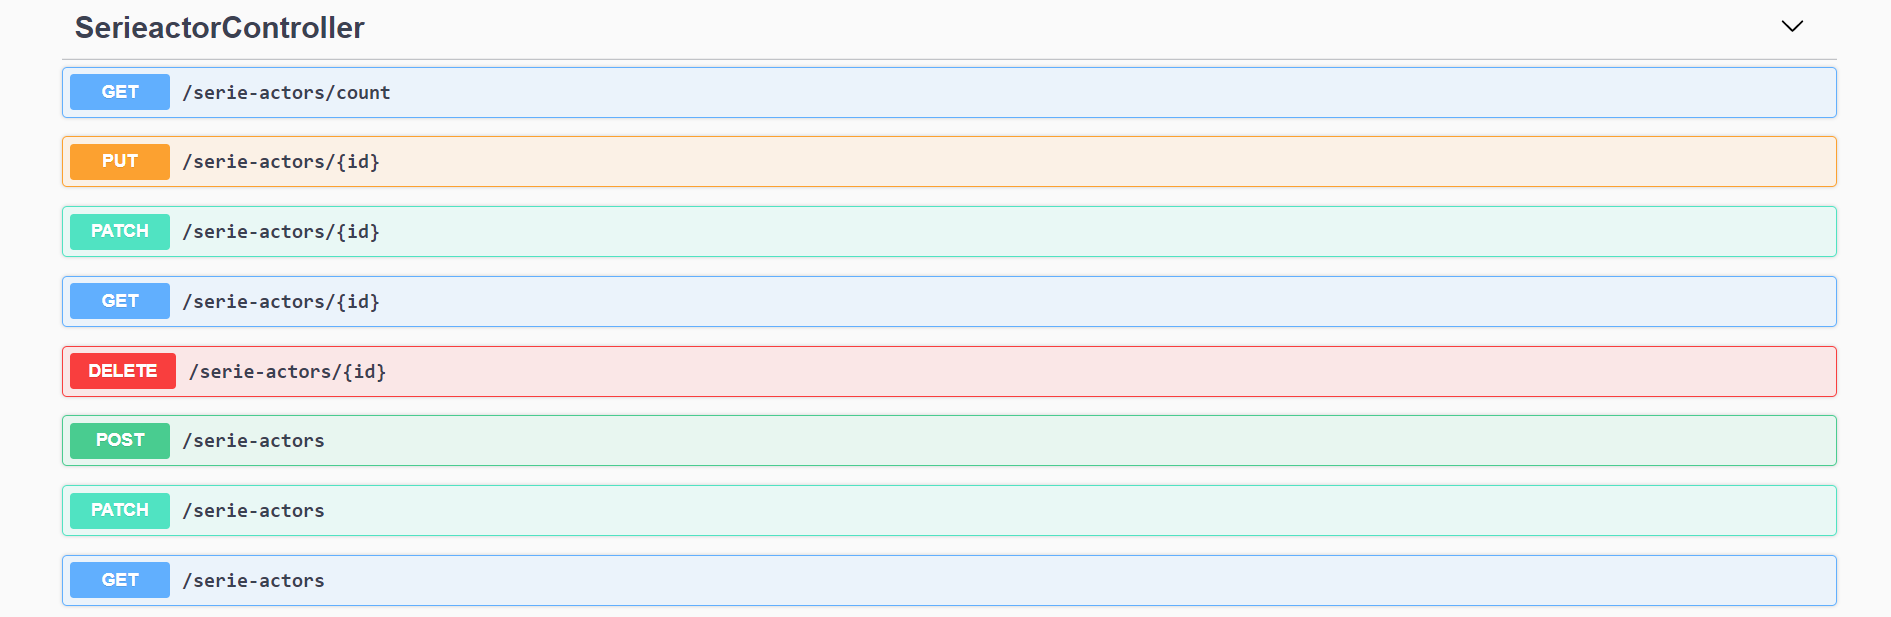 SerieactorController
GET /serie-actors/count
PUT /serie-actors/{id}
PATCH /serie-actors/{id}
GET /serie-actors/{id}
DELETE /serie-actors/{id}
POST /serie-actors
PATCH /serie-actors
GET /serie-actors